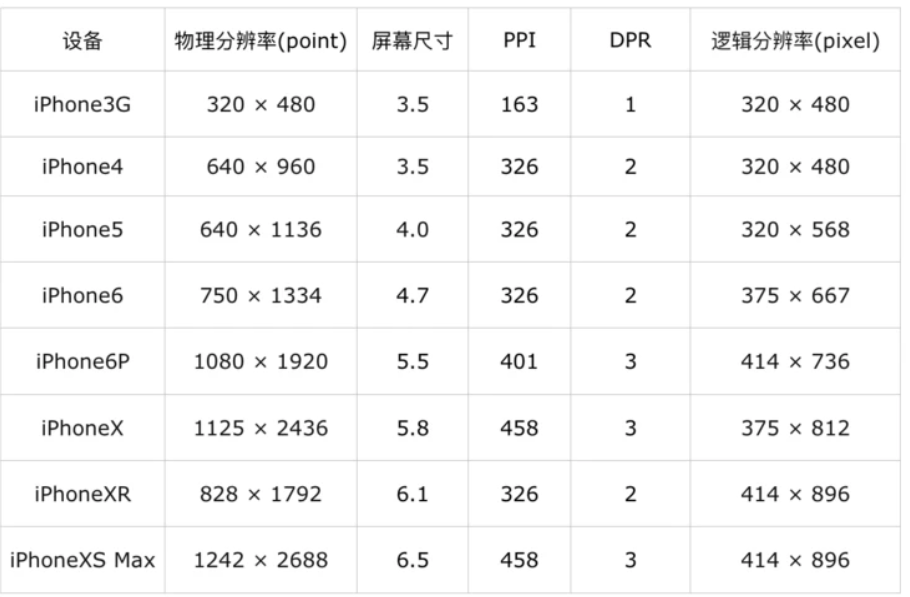 设备 物理分辨率(point) 屏幕尺寸 PPI DPR 逻辑分辨率(pixel)
iPhone3G 320 × 480 3.5 163 1 320 × 480
iPhone4 640 × 960 3.5 326 2 320 × 480
iPhone5 640 × 1136 4.0 326 2 320 × 568
iPhone6 750 × 1334 4.7 326 2 375 × 667
iPhone6P 1080 × 1920 5.5 401 3 414 × 736
iPhoneX 1125 × 2436 5.8 458 3 375 × 812
iPhoneXR 828 × 1792 6.1 326 2 414 × 896
iPhoneXS Max 1242 × 2688 6.5 458 3 414 × 896